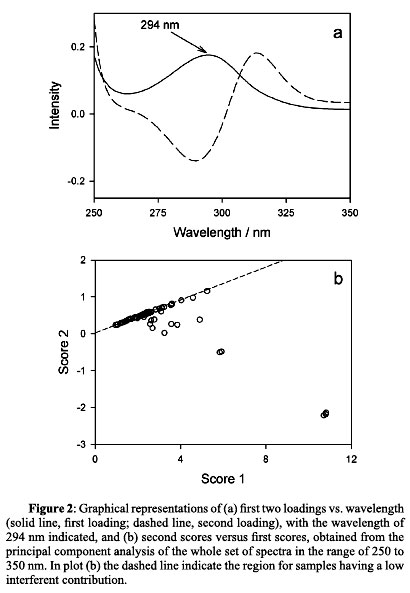 294 nm
a
0.2
0.0
-0.2
Intensity
250 275 300 325 350
Wavelength / nm
b
2
1
0
-1
-2
-3
Score 2
0 4 8 12
Score 1
Figure 2: Graphical representations of (a) first two loadings vs. wavelength
(solid line, first loading; dashed line, second loading), with the wavelength of
294 nm indicated, and (b) second scores versus first scores, obtained from the
principal component analysis of the whole set of spectra in the range of 250 to
350 nm. In plot (b) the dashed line indicate the region for samples having a low
interferent contribution.